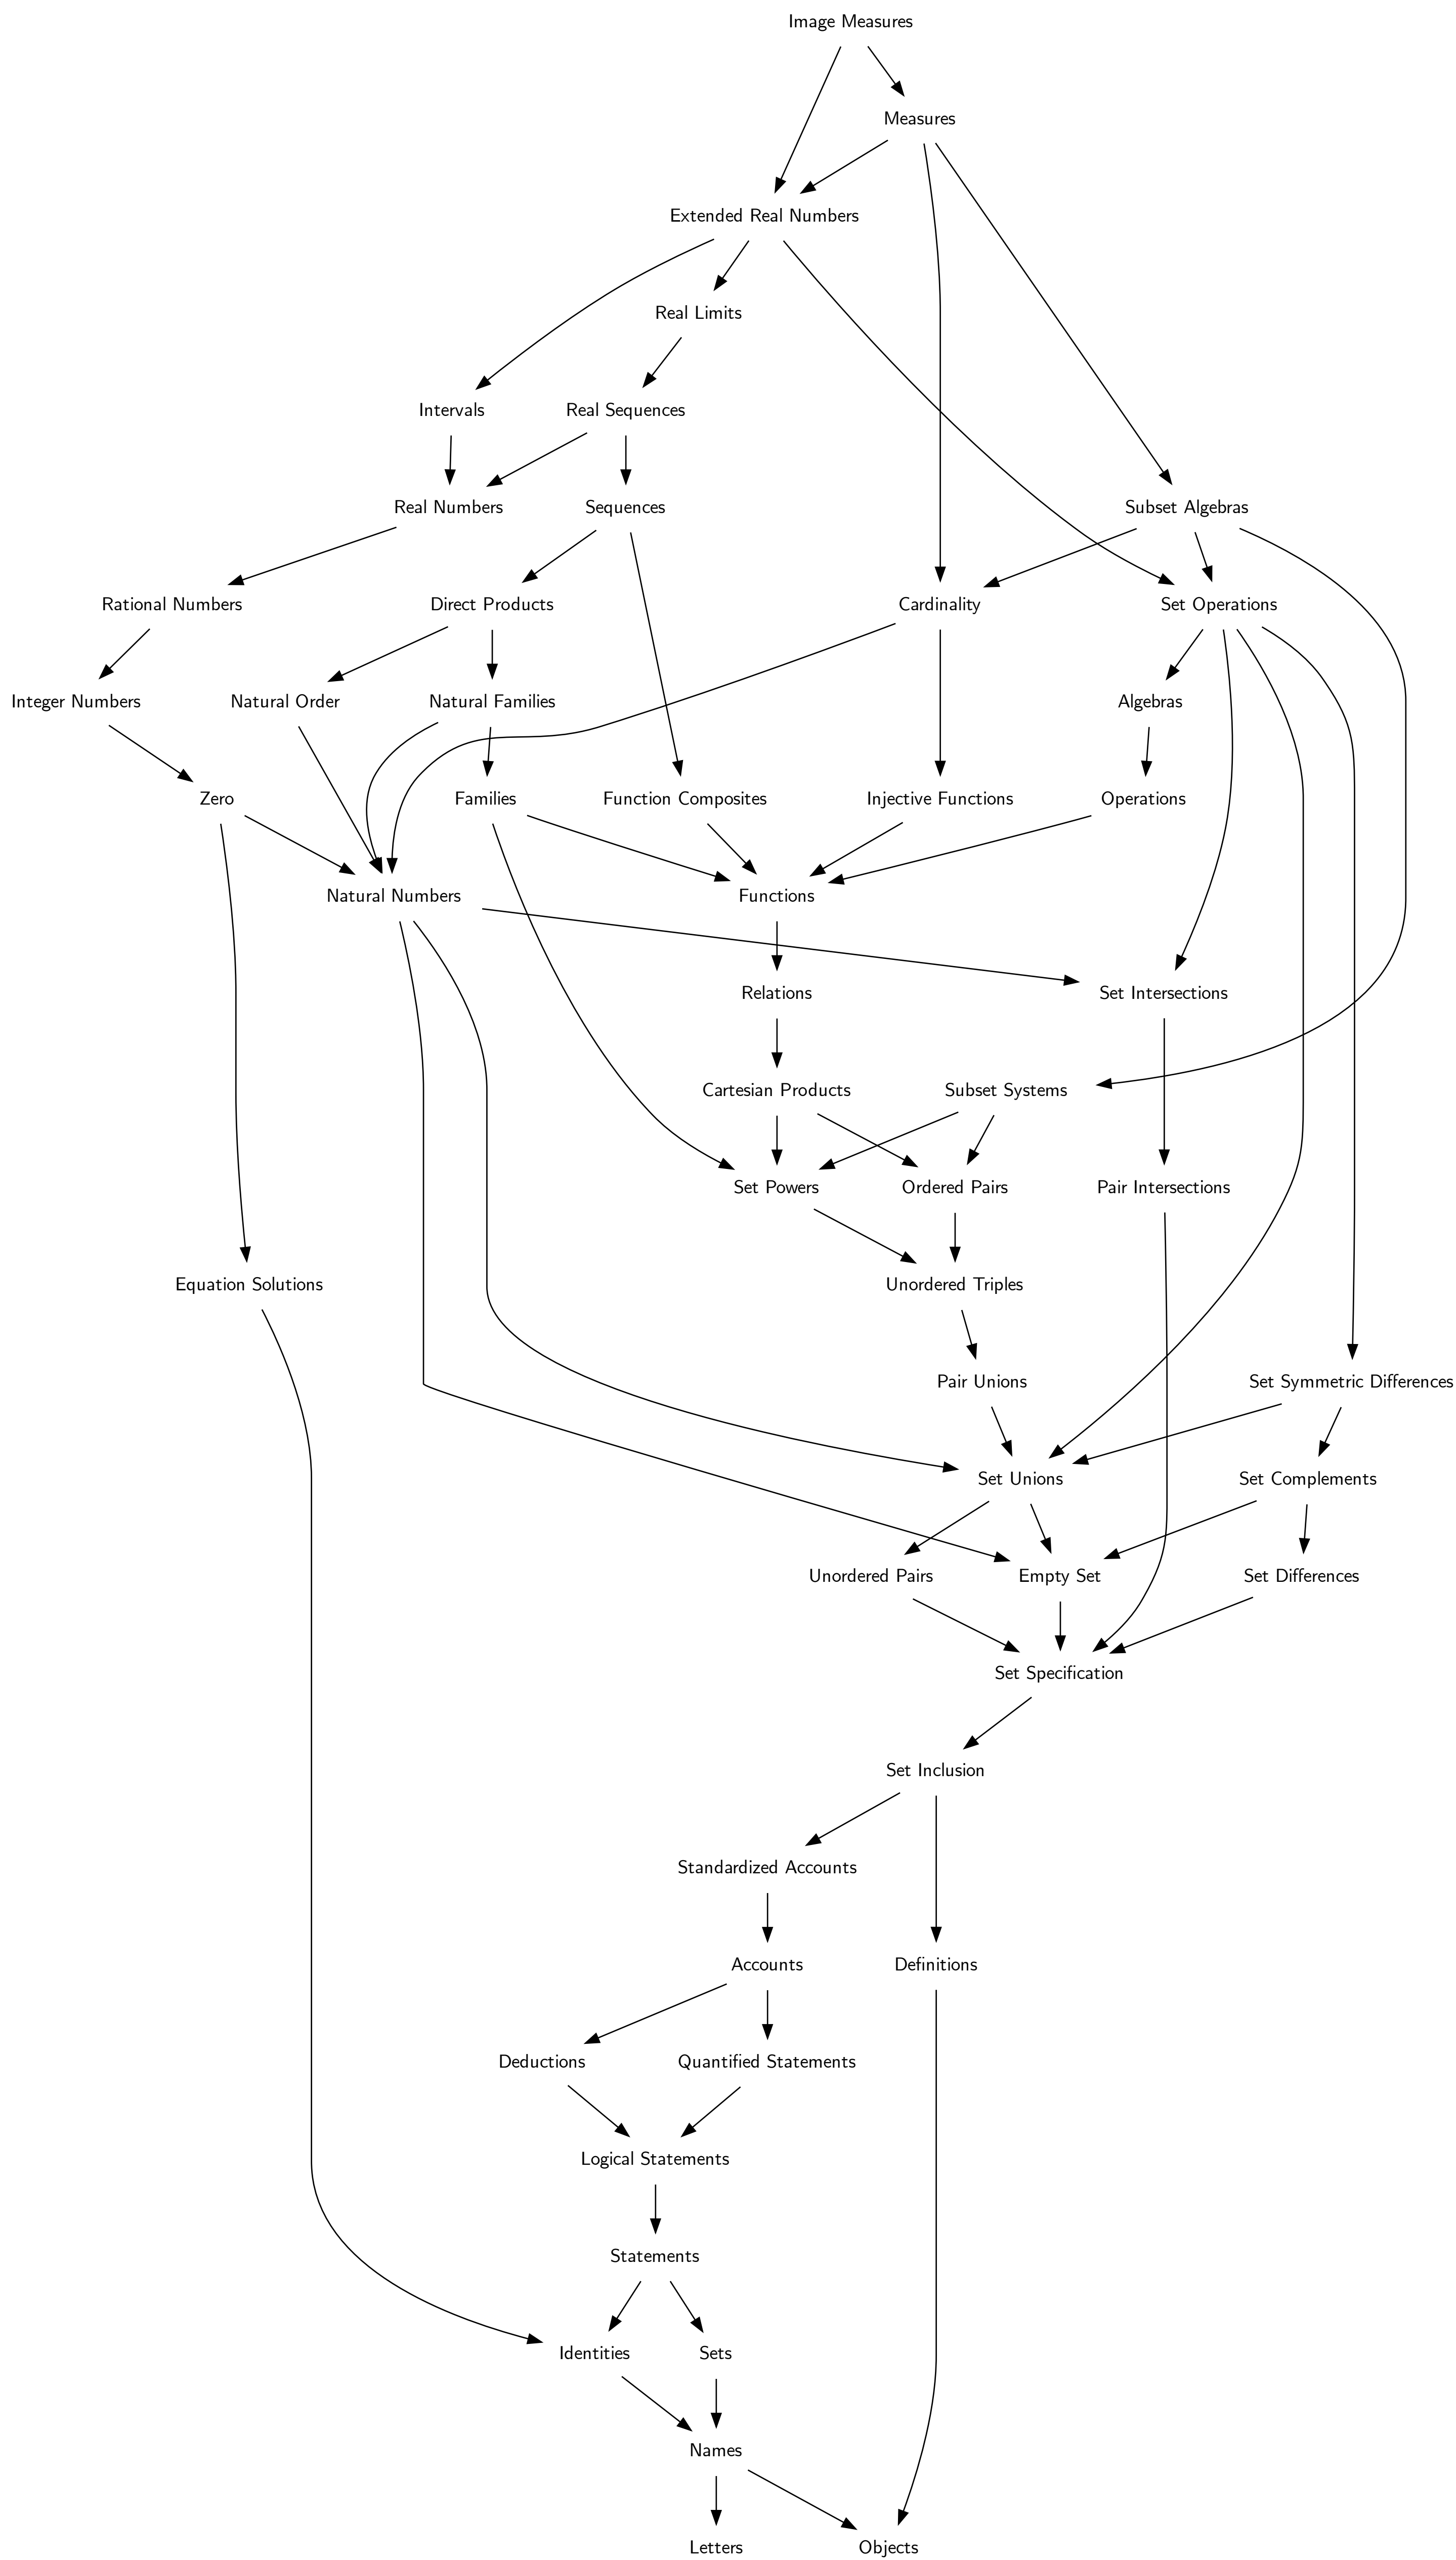 Image Measures
Measures
Extended Real Numbers
Real Limits
Intervals
Real Sequences
Real Numbers
Sequences
Subset Algebras
Rational Numbers
Direct Products
Cardinality
Set Operations
Integer Numbers
Natural Order
Natural Families
Algebras
Zero
Families
Function Composites
Injective Functions
Operations
Natural Numbers
Functions
Relations
Set Intersections
Cartesian Products
Subset Systems
Set Powers
Ordered Pairs
Pair Intersections
Equation Solutions
Unordered Triples
Pair Unions
Set Symmetric Differences
Set Unions
Set Complements
Unordered Pairs
Empty Set
Set Differences
Set Specification
Set Inclusion
Standardized Accounts
Accounts
Definitions
Deductions
Quantified Statements
Logical Statements
Statements
Identities
Sets
Names
Letters
Objects